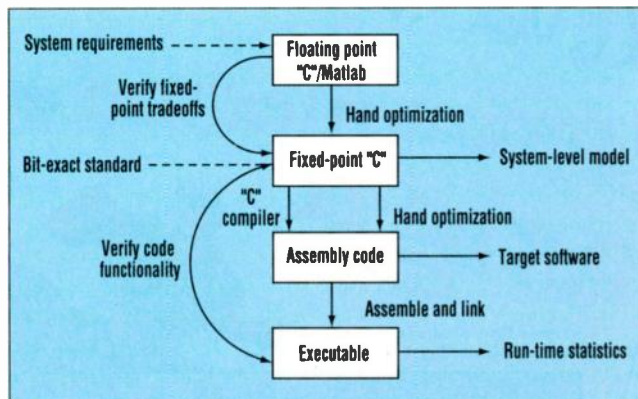 System requirements
Floating point
"C"/Matlab
Verify fixed-
point tradeoffs
Hand optimization
Bit-exact standard
Fixed-point "C"
System-level model
"C"
compiler
Hand optimization
Verify code
functionality
Assembly code
Target software
Assemble and link
Executable
Run-time statistics